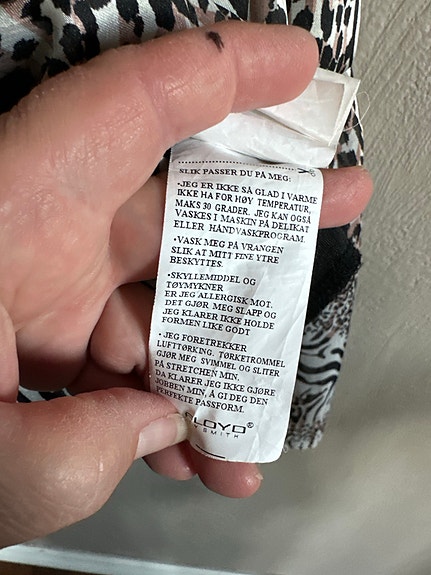 SLIK PASSER DU PÅ MEG:
•JEG ER IKKE SÅ GLAD I VARME
IKKE HA FOR HØY TEMPERATUR,
MAKS 30 GRADER. JEG KAN OGSÅ
VASKES I MASKIN PÅ DELIKAT
ELLER HÅNDVASKPROGRAM.
•VASK MEG PÅ VRANGEN
SLIK AT MITT FINE YTRE
BESKYTTES.
•SKYLLEMIDDEL OG
TØYMYKNER
ER JEG ALLERGISK MOT.
DET GJØR MEG SLAPP OG
JEG KLARER IKKE HOLDE
FORMEN LIKE GODT
• JEG FORETREKKER
LUFTTØRKING. TØRKETROMMEL
GJØR MEG SVIMMEL OG SLITER
PÅ STRETCHEN MIN,
DA KLARER JEG IKKE GJØRE
JOBBEN MIN, Å GI DEG DEN
PERFEKTE PASSFORM.
LOYD®
SMITH